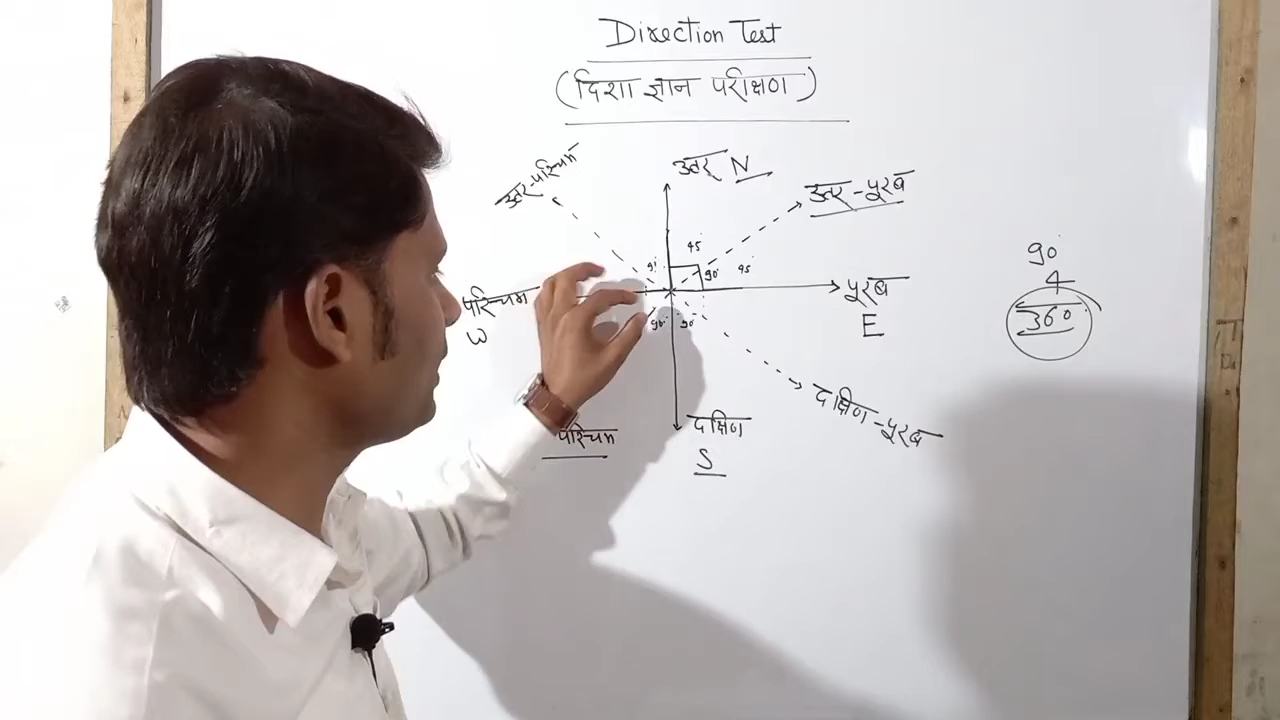 Direction Test
(दिशा ज्ञान परीक्षण)
उत्तर-पश्चिम
उत्तर N
उत्तर-पूरब
45
90°
45°
पश्चिम
W
पूरब
E
90°
90°
दक्षिण-पूरब
पश्चिम
दक्षिण
S
90°
4
360°